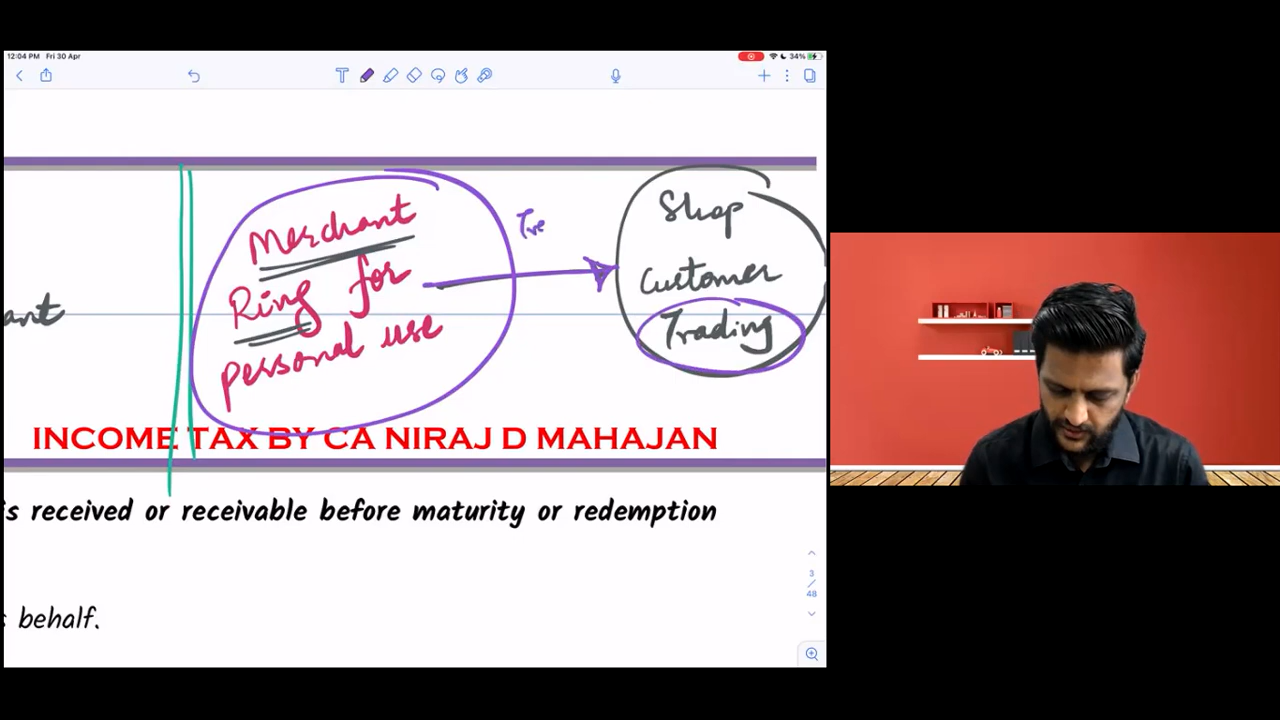 12:04 PM Fri 30 Apr
34%
T
Merchant
Ring for
personal use
Shop
Customer
Trading
ant
INCOME TAX BY CA NIRAJ D MAHAJAN
is received or receivable before maturity or redemption
3
/
48
s behalf.